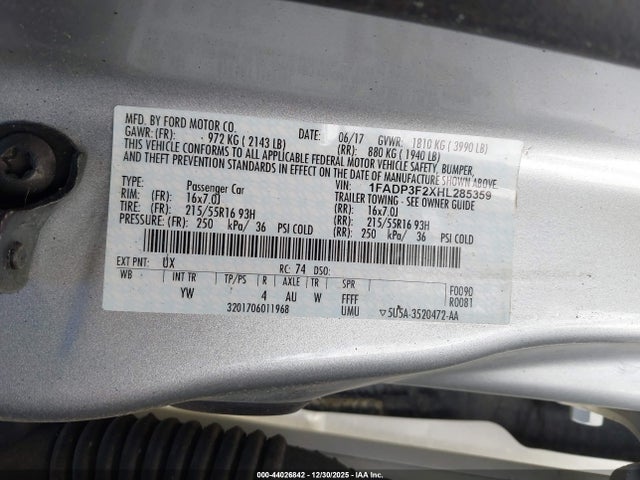 MFD. BY FORD MOTOR CO. DATE: 06/17 GVWR: 1810 KG ( 3990 LB)
GAWR: (FR): 972 KG ( 2143 LB) (RR): 880 KG ( 1940 LB)
THIS VEHICLE CONFORMS TO ALL APPLICABLE FEDERAL MOTOR VEHICLE SAFETY, BUMPER,
AND THEFT PREVENTION STANDARDS IN EFFECT ON THE DATE OF MANUFACTURE SHOWN ABOVE.
VIN: 1FADP3F2XHL285359
TYPE: Passenger Car TRAILER TOWING - SEE OWNER GUIDE
RIM: 16x7.0J 16x7.0J
TIRE: (FR) 215/55R16 93H (RR) 215/55R16 93H
PRESSURE: (FR) 250 kPa/ 36 PSI COLD (RR) 250 kPa/ 36 PSI COLD
EXT PNT: UX RC: 74 DSO:
WB INT TR TP/PS R AXLE TR SPR F0090
YW 4 AU W FFFF R0081
3201706011968 UMU 5U5A-3520472-AA
000-44026842 - 12/30/2025 - IAA Inc.